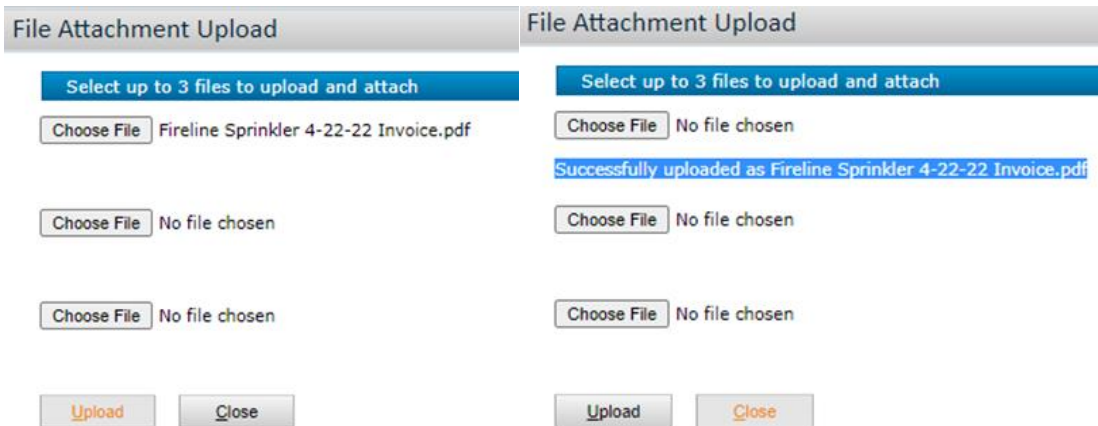 File Attachment Upload
Select up to 3 files to upload and attach
Choose File Fireline Sprinkler 4-22-22 Invoice.pdf
Choose File No file chosen
Choose File No file chosen
Upload Close
File Attachment Upload
Select up to 3 files to upload and attach
Choose File No file chosen
Successfully uploaded as Fireline Sprinkler 4-22-22 Invoice.pdf
Choose File No file chosen
Choose File No file chosen
Upload Close